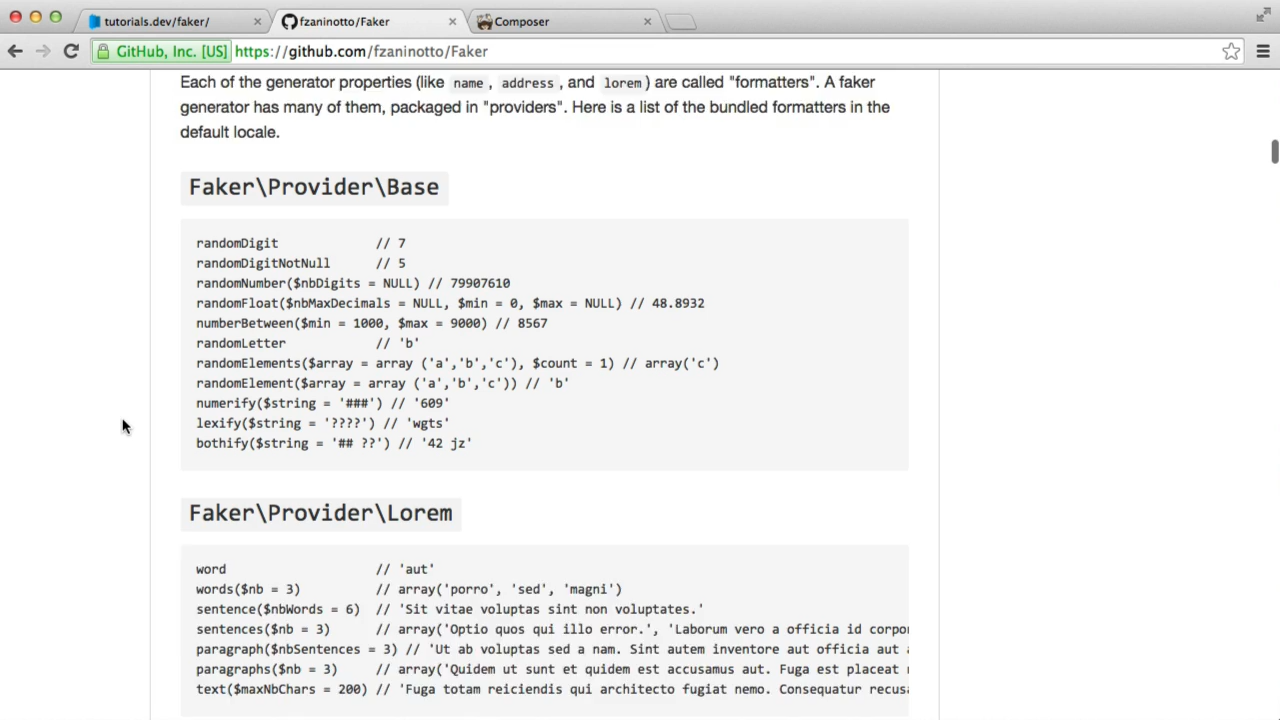 tutorials.dev/faker/
fzaninotto/Faker
Composer
GitHub, Inc. [US] https://github.com/fzaninotto/Faker
Each of the generator properties (like name, address, and lorem) are called "formatters". A faker
generator has many of them, packaged in "providers". Here is a list of the bundled formatters in the
default locale.
Faker\Provider\Base
randomDigit // 7
randomDigitNotNull // 5
randomNumber($nbDigits = NULL) // 79907610
randomFloat($nbMaxDecimals = NULL, $min = 0, $max = NULL) // 48.8932
numberBetween($min = 1000, $max = 9000) // 8567
randomLetter // 'b'
randomElements($array = array ('a','b','c'), $count = 1) // array('c')
randomElement($array = array ('a','b','c')) // 'b'
numerify($string = '###') // '609'
lexify($string = '????') // 'wgts'
bothify($string = '## ??') // '42 jz'
Faker\Provider\Lorem
word // 'aut'
words($nb = 3) // array('porro', 'sed', 'magni')
sentence($nbWords = 6) // 'Sit vitae voluptas sint non voluptates.'
sentences($nb = 3) // array('Optio quos qui illo error.', 'Laborum vero a officia id corpor
paragraph($nbSentences = 3) // 'Ut ab voluptas sed a nam. Sint autem inventore aut officia aut a
paragraphs($nb = 3) // array('Quidem ut sunt et quidem est accusamus aut. Fuga est placeat
text($maxNbChars = 200) // 'Fuga totam reiciendis qui architecto fugiat nemo. Consequatur recusa